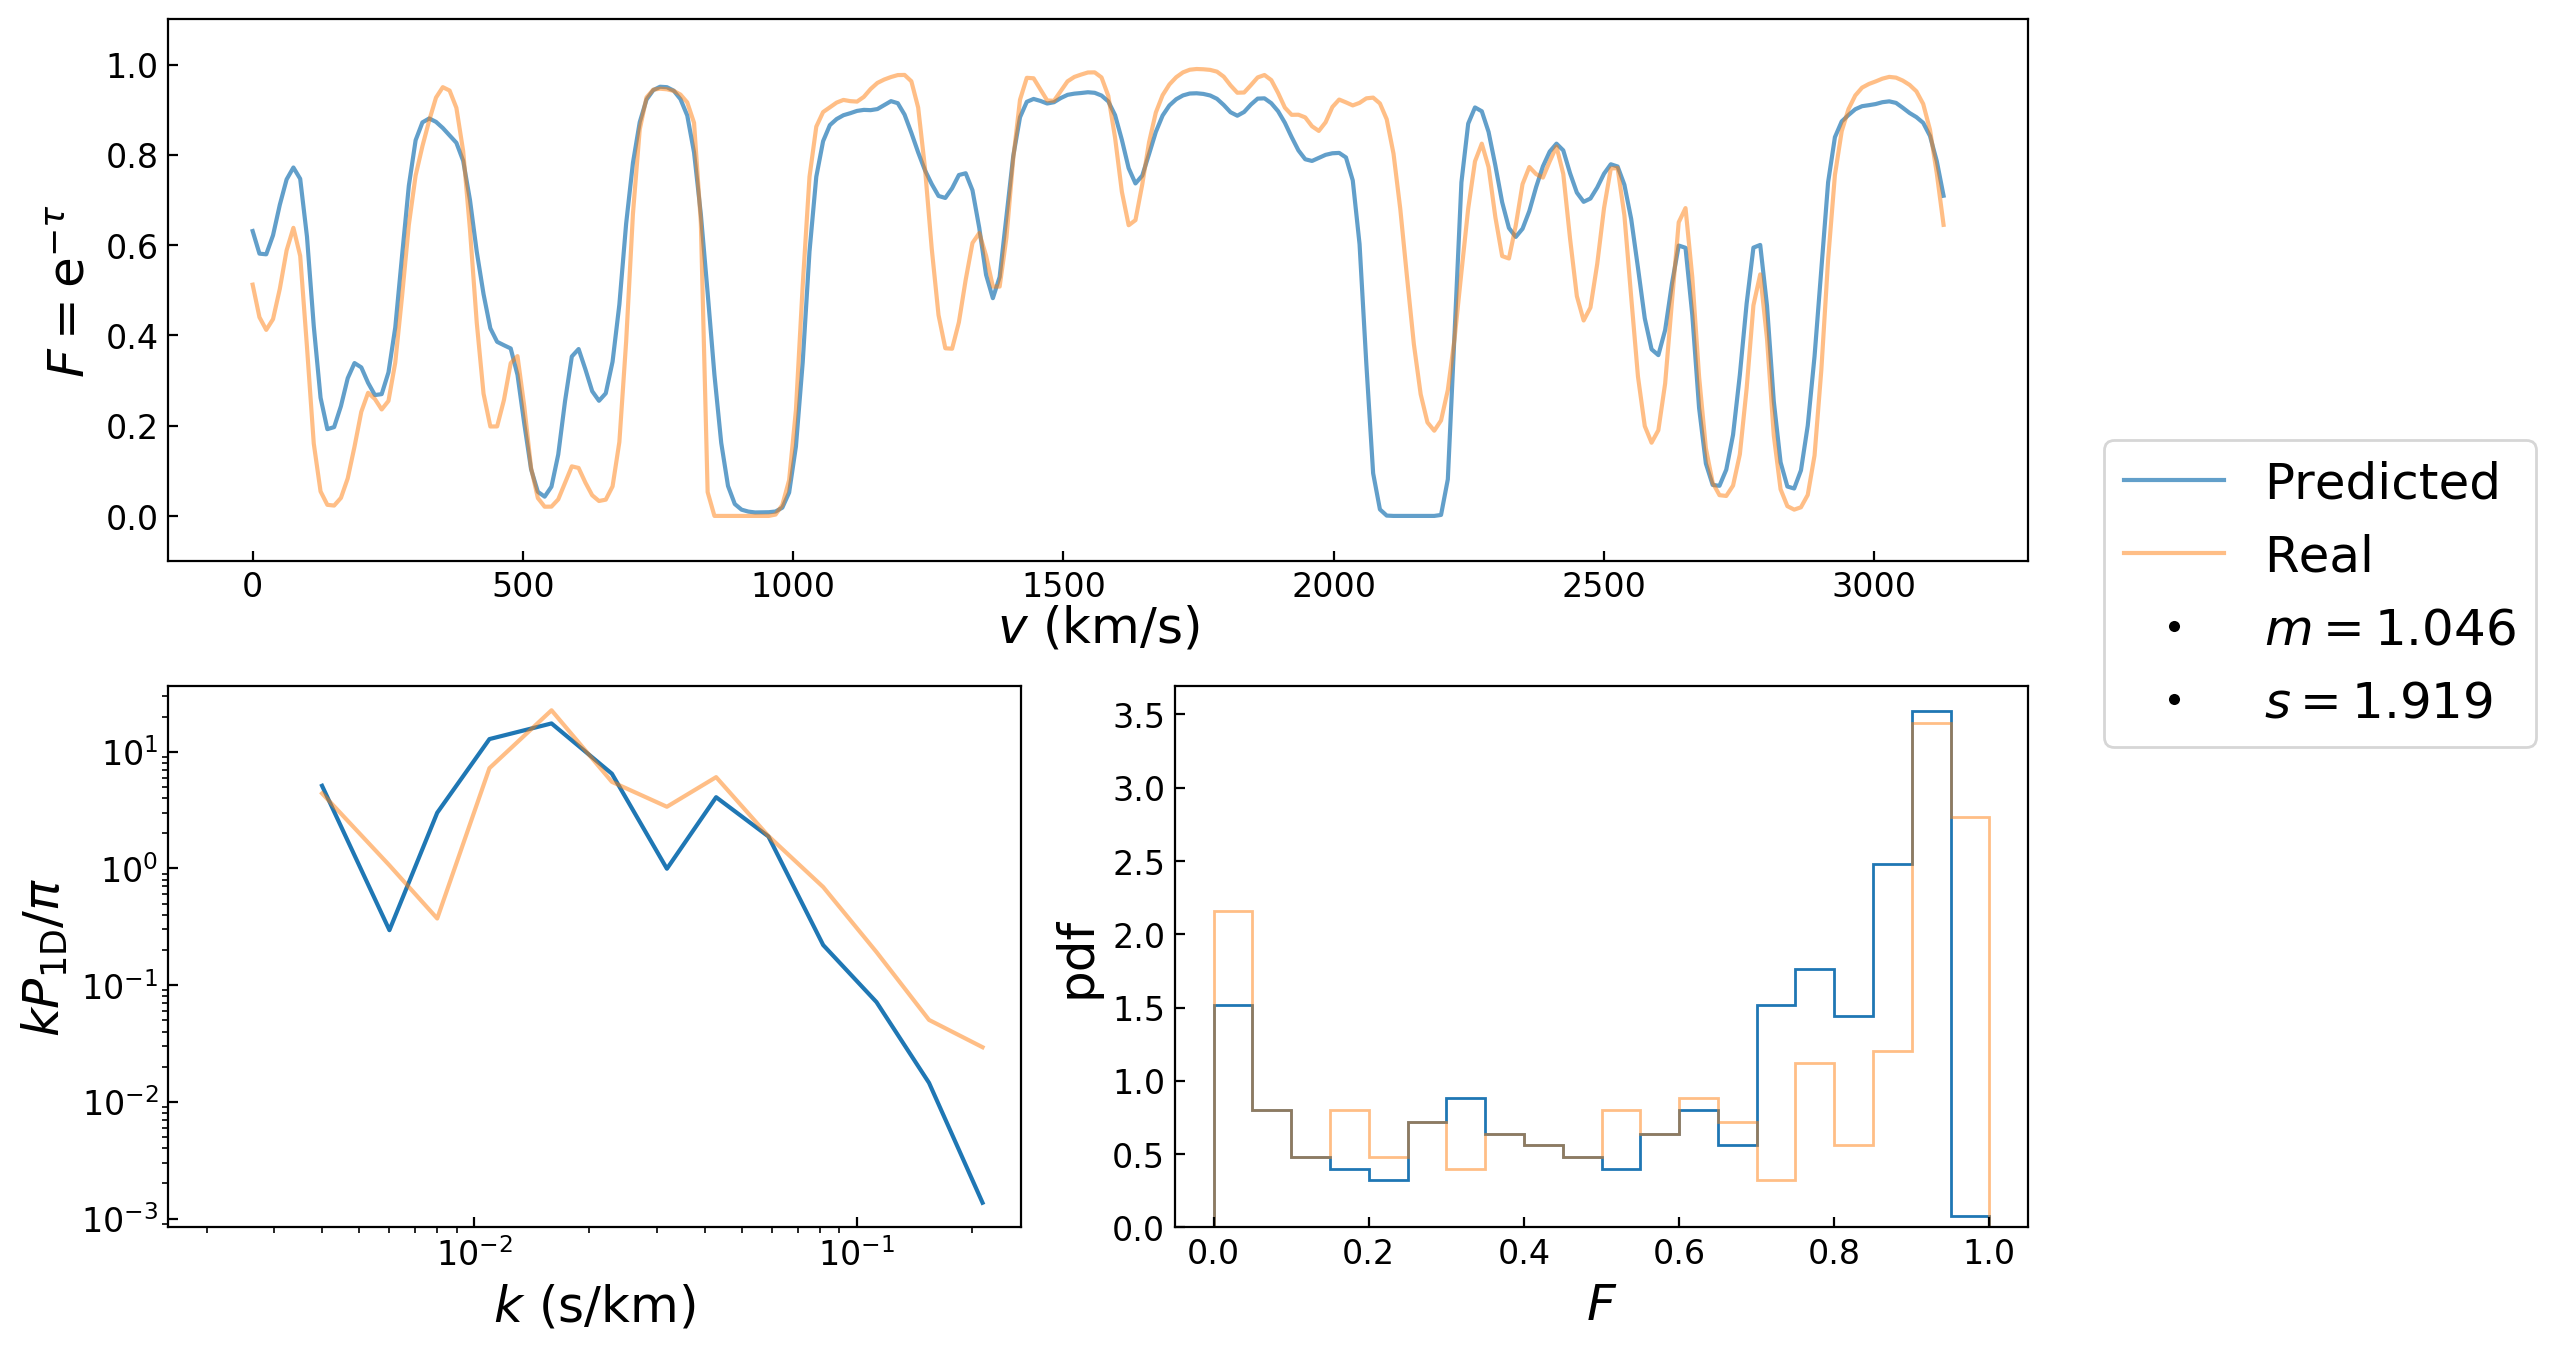 1.0
0.8
0.6
0.4
0.2
0.0
F = e^{−τ}
0 500 1000 1500 2000 2500 3000
v (km/s)
Predicted
Real
m = 1.046
s = 1.919
10^1
10^0
10^{−1}
10^{−2}
10^{−3}
kP_{1D}/π
10^{−2} 10^{−1}
k (s/km)
3.5
3.0
2.5
2.0
1.5
1.0
0.5
0.0
pdf
0.0 0.2 0.4 0.6 0.8 1.0
F